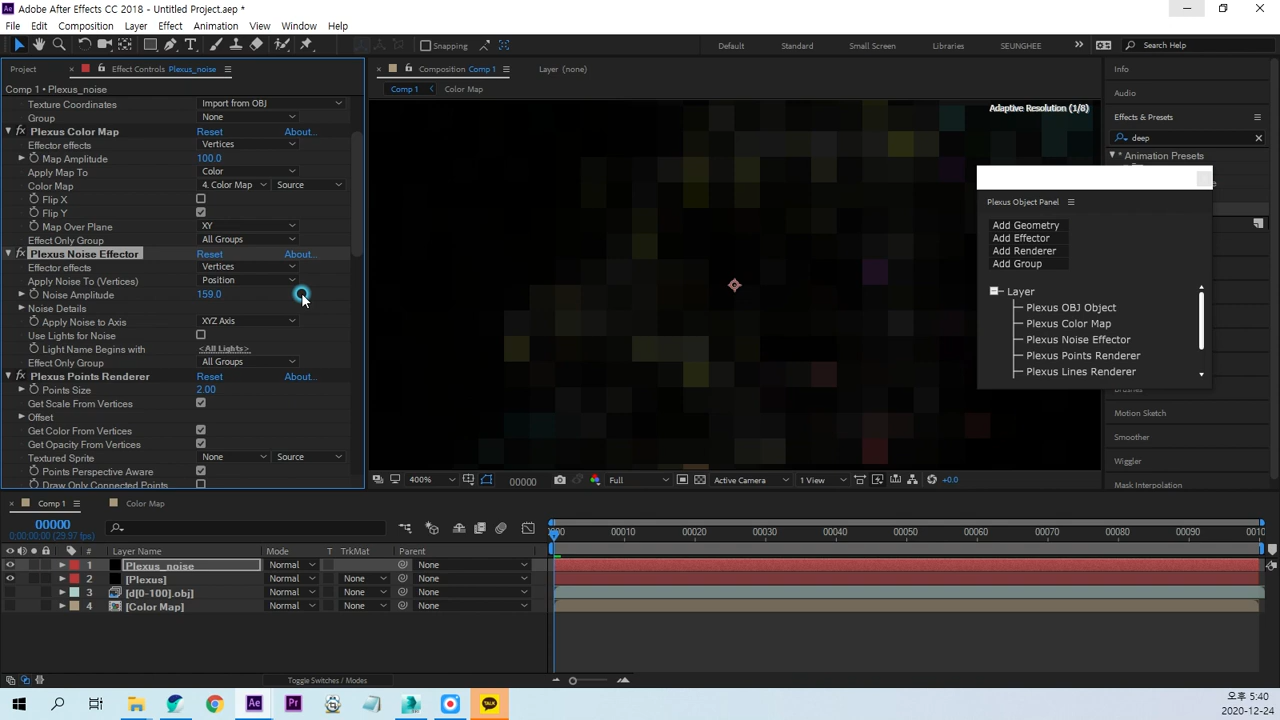 Adobe After Effects CC 2018 - Untitled Project.aep *
File Edit Composition Layer Effect Animation View Window Help
Snapping
Default Standard Small Screen Libraries SEUNGHEE Search Help
Project Effect Controls Plexus_noise
Comp 1 • Plexus_noise
Texture Coordinates Import from OBJ
Group None
Plexus Color Map Reset About...
Effector effects Vertices
Map Amplitude 100.0
Apply Map To Color
Color Map 4. Color Map Source
Flip X
Flip Y
Map Over Plane XY
Effect Only Group All Groups
Plexus Noise Effector Reset About...
Effector effects Vertices
Apply Noise To (Vertices) Position
Noise Amplitude 159.0
Noise Details
Apply Noise to Axis XYZ Axis
Use Lights for Noise
Light Name Begins with <All Lights>
Effect Only Group All Groups
Plexus Points Renderer Reset About...
Points Size 2.00
Get Scale From Vertices
Offset
Get Color From Vertices
Get Opacity From Vertices
Textured Sprite None Source
Points Perspective Aware
Draw Only Connected Points
Composition Comp 1 Layer (none)
Comp 1 Color Map
Adaptive Resolution (1/8)
400% 00000 Full Active Camera 1 View +0.0
Info
Audio
Effects & Presets
deep
* Animation Presets
Plexus Object Panel
Add Geometry
Add Effector
Add Renderer
Add Group
Layer
Plexus OBJ Object
Plexus Color Map
Plexus Noise Effector
Plexus Points Renderer
Plexus Lines Renderer
Motion Sketch
Smoother
Wiggler
Mask Interpolation
Comp 1 Color Map
00000
0;00;00;00 (29.97 fps)
00010 00020 00030 00040 00050 00060 00070 00080 00090
# Layer Name Mode T TrkMat Parent
1 [Plexus_noise Normal None
2 [Plexus] Normal None None
3 [d[0-100].obj] Normal None None
4 [Color Map] Normal None None
Toggle Switches / Modes
Ae Pr TALK
오후 5:40
2020-12-24